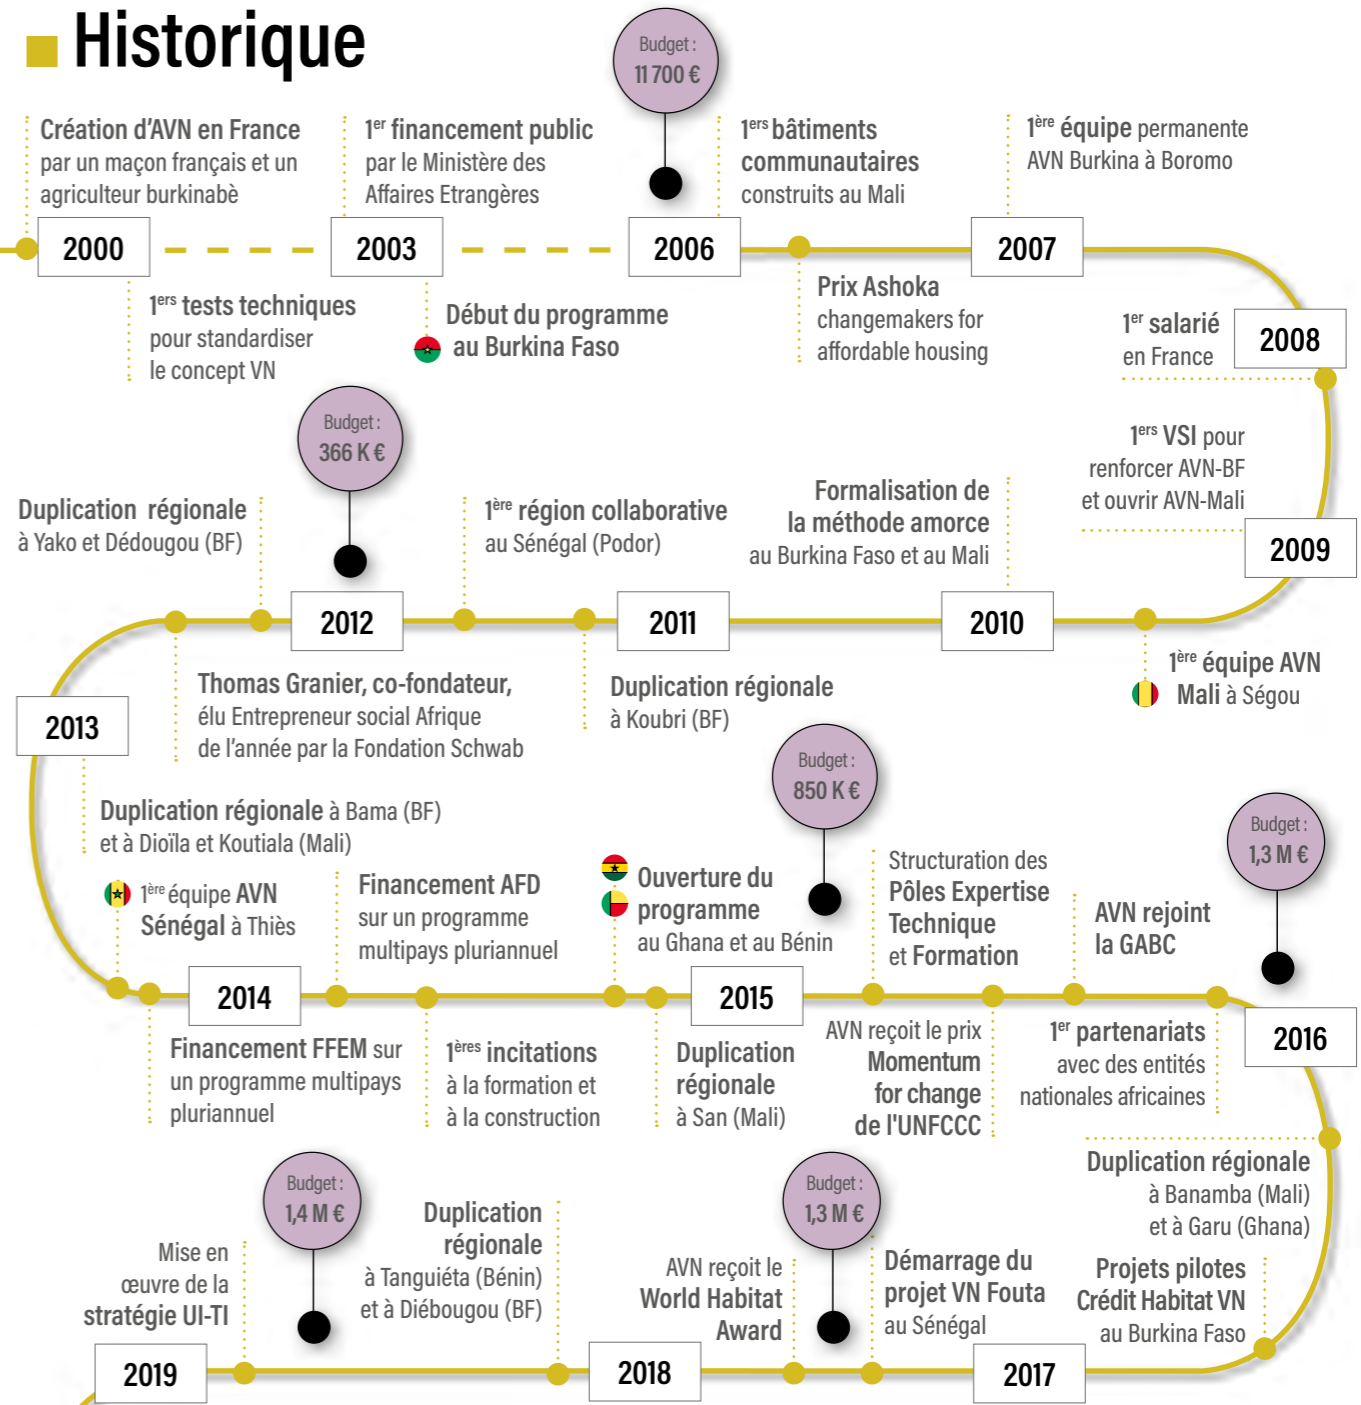 Historique
Budget :
11 700 €
Création d'AVN en France
par un maçon français et un
agriculteur burkinabè
1er financement public
par le Ministère des
Affaires Etrangères
1ers bâtiments
communautaires
construits au Mali
1ère équipe permanente
AVN Burkina à Boromo
2000
2003
2006
2007
1ers tests techniques
pour standardiser
le concept VN
Début du programme
au Burkina Faso
Prix Ashoka
changemakers for
affordable housing
1er salarié
en France
2008
1ers VSI pour
renforcer AVN-BF
et ouvrir AVN-Mali
2009
Budget :
366 K €
Duplication régionale
à Yako et Dédougou (BF)
1ère région collaborative
au Sénégal (Podor)
Formalisation de
la méthode amorce
au Burkina Faso et au Mali
2012
2011
2010
1ère équipe AVN
Mali à Ségou
Thomas Granier, co-fondateur,
élu Entrepreneur social Afrique
de l'année par la Fondation Schwab
Duplication régionale
à Koubri (BF)
2013
Duplication régionale à Bama (BF)
et à Dioïla et Koutiala (Mali)
Budget :
850 K €
Budget :
1,3 M €
1ère équipe AVN
Sénégal à Thiès
Financement AFD
sur un programme
multipays pluriannuel
Ouverture du
programme
au Ghana et au Bénin
Structuration des
Pôles Expertise
Technique
et Formation
AVN rejoint
la GABC
2014
2015
2016
Financement FFEM sur
un programme multipays
pluriannuel
1ères incitations
à la formation et
à la construction
Duplication
régionale
à San (Mali)
AVN reçoit le prix
Momentum
for change
de l'UNFCCC
1er partenariats
avec des entités
nationales africaines
Duplication régionale
à Banamba (Mali)
et à Garu (Ghana)
Budget :
1,4 M €
Budget :
1,3 M €
Mise en
œuvre de la
stratégie UI-TI
Duplication
régionale
à Tanguiéta (Bénin)
et à Diébougou (BF)
AVN reçoit le
World Habitat
Award
Démarrage du
projet VN Fouta
au Sénégal
Projets pilotes
Crédit Habitat VN
au Burkina Faso
2019
2018
2017